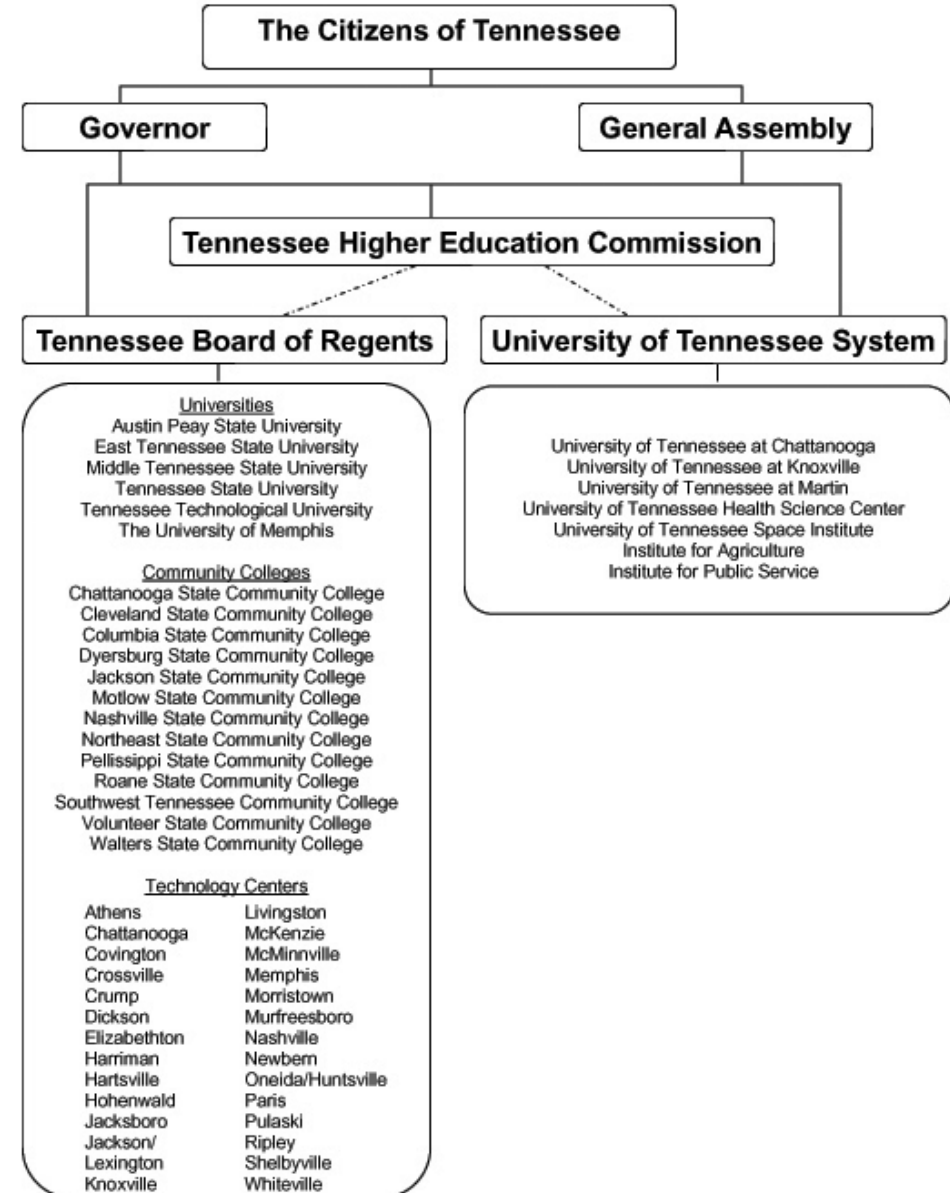 The Citizens of Tennessee
Governor
General Assembly
Tennessee Higher Education Commission
Tennessee Board of Regents
University of Tennessee System
Universities
Austin Peay State University
East Tennessee State University
Middle Tennessee State University
Tennessee State University
Tennessee Technological University
The University of Memphis
Community Colleges
Chattanooga State Community College
Cleveland State Community College
Columbia State Community College
Dyersburg State Community College
Jackson State Community College
Motlow State Community College
Nashville State Community College
Northeast State Community College
Pellissippi State Community College
Roane State Community College
Southwest Tennessee Community College
Volunteer State Community College
Walters State Community College
Technology Centers
Athens
Chattanooga
Covington
Crossville
Crump
Dickson
Elizabethton
Harriman
Hartsville
Hohenwald
Jacksboro
Jackson/
Lexington
Knoxville
Livingston
McKenzie
McMinnville
Memphis
Morristown
Murfreesboro
Nashville
Newbern
Oneida/Huntsville
Paris
Pulaski
Ripley
Shelbyville
Whiteville
University of Tennessee at Chattanooga
University of Tennessee at Knoxville
University of Tennessee at Martin
University of Tennessee Health Science Center
University of Tennessee Space Institute
Institute for Agriculture
Institute for Public Service